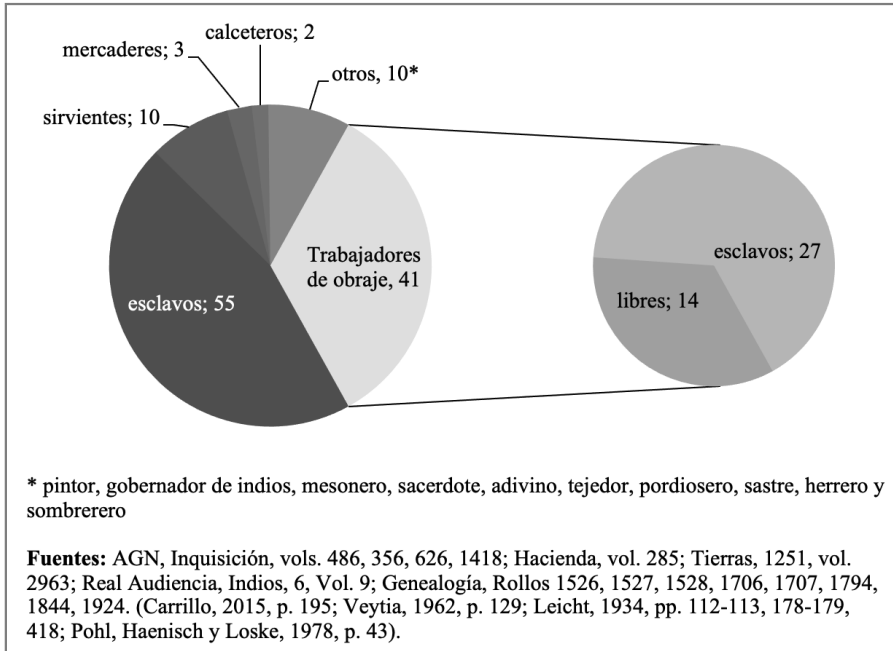 calceteros; 2
mercaderes; 3
otros, 10*
sirvientes; 10
Trabajadores
de obraje, 41
esclavos; 55
esclavos; 27
libres; 14
* pintor, gobernador de indios, mesonero, sacerdote, adivino, tejedor, pordiosero, sastre, herrero y
sombrerero
Fuentes: AGN, Inquisición, vols. 486, 356, 626, 1418; Hacienda, vol. 285; Tierras, 1251, vol.
2963; Real Audiencia, Indios, 6, Vol. 9; Genealogía, Rollos 1526, 1527, 1528, 1706, 1707, 1794,
1844, 1924. (Carrillo, 2015, p. 195; Veytia, 1962, p. 129; Leicht, 1934, pp. 112-113, 178-179,
418; Pohl, Haenisch y Loske, 1978, p. 43).